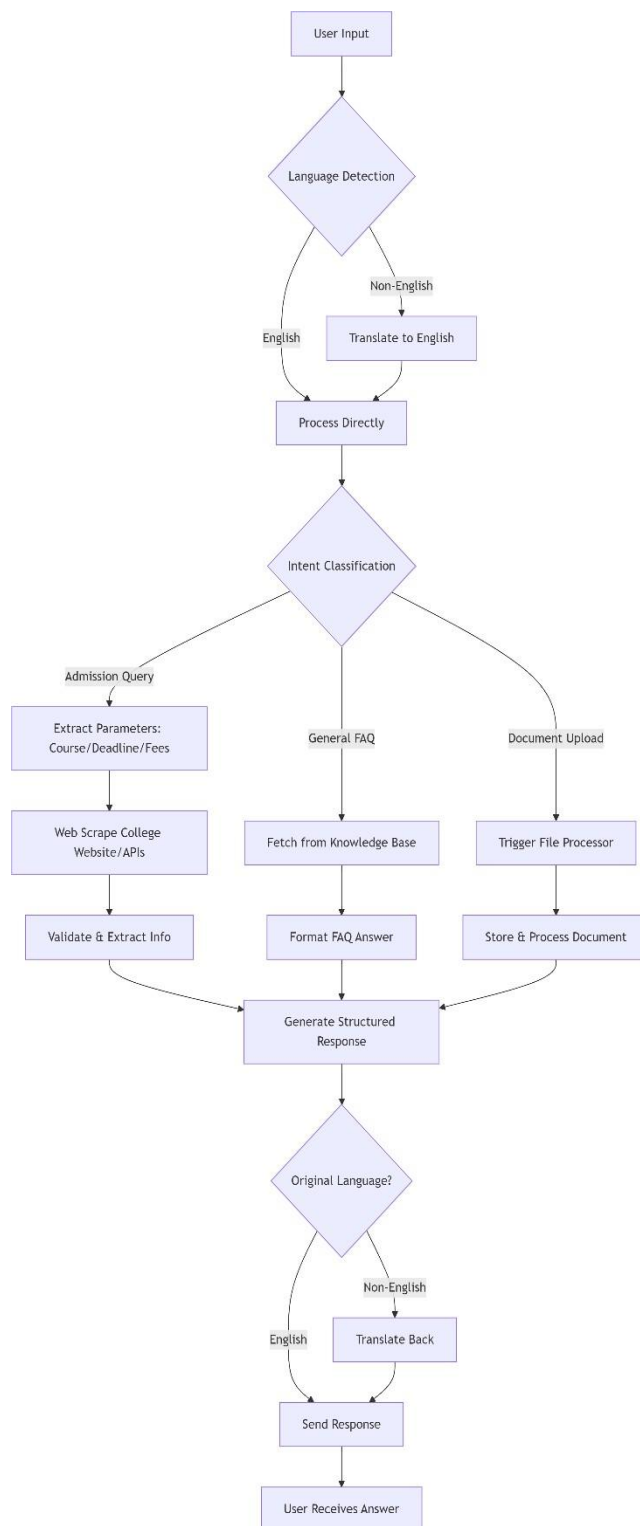 User Input
Language Detection
Non-English
English
Translate to English
Process Directly
Intent Classification
Admission Query
Extract Parameters:
Course/Deadline/Fees
General FAQ
Document Upload
Web Scrape College
Website/APIs
Fetch from Knowledge Base
Trigger File Processor
Validate & Extract Info
Format FAQ Answer
Store & Process Document
Generate Structured
Response
Original Language?
Non-English
English
Translate Back
Send Response
User Receives Answer